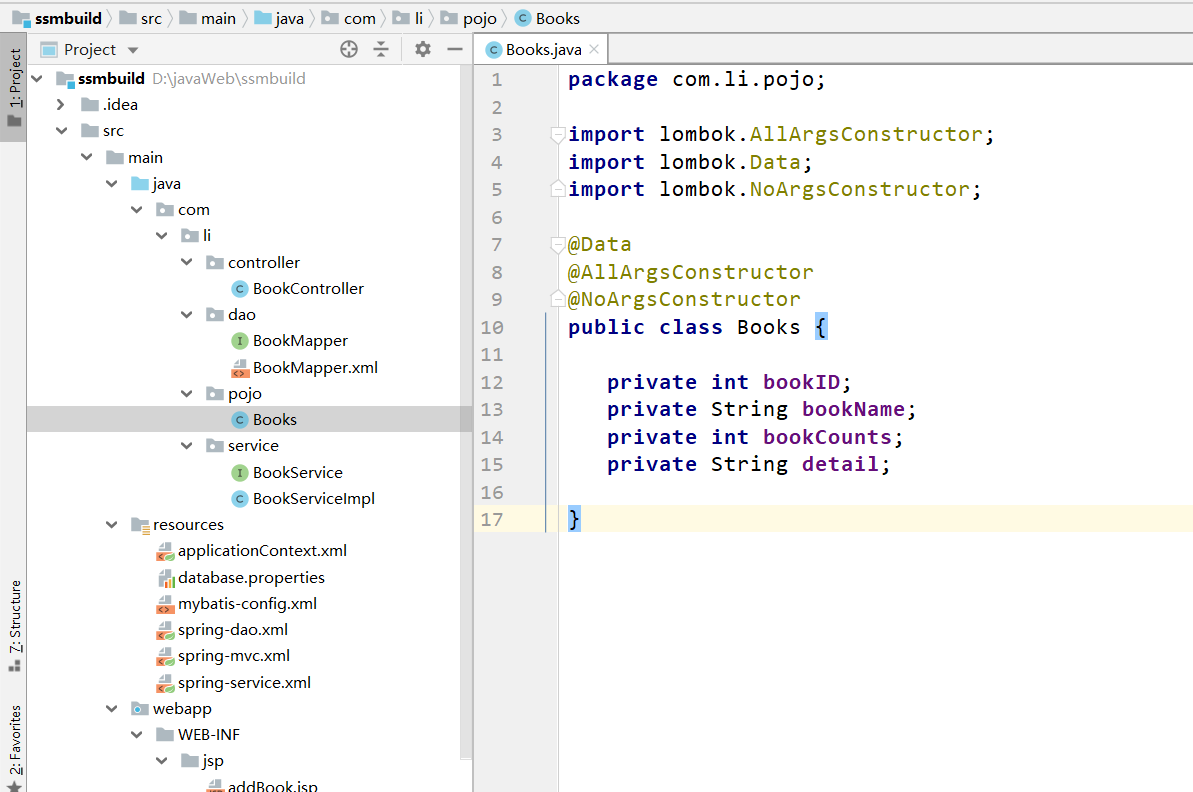 ssmbuild src main java com li pojo Books
1: Project
7: Structure
2: Favorites
Project
ssmbuild D:\javaWeb\ssmbuild
.idea
src
main
java
com
li
controller
BookController
dao
BookMapper
BookMapper.xml
pojo
Books
service
BookService
BookServiceImpl
resources
applicationContext.xml
database.properties
mybatis-config.xml
spring-dao.xml
spring-mvc.xml
spring-service.xml
webapp
WEB-INF
jsp
addBook.jsp
Books.java
1 package com.li.pojo;
2
3 import lombok.AllArgsConstructor;
4 import lombok.Data;
5 import lombok.NoArgsConstructor;
6
7 @Data
8 @AllArgsConstructor
9 @NoArgsConstructor
10 public class Books {
11
12 private int bookID;
13 private String bookName;
14 private int bookCounts;
15 private String detail;
16
17 }